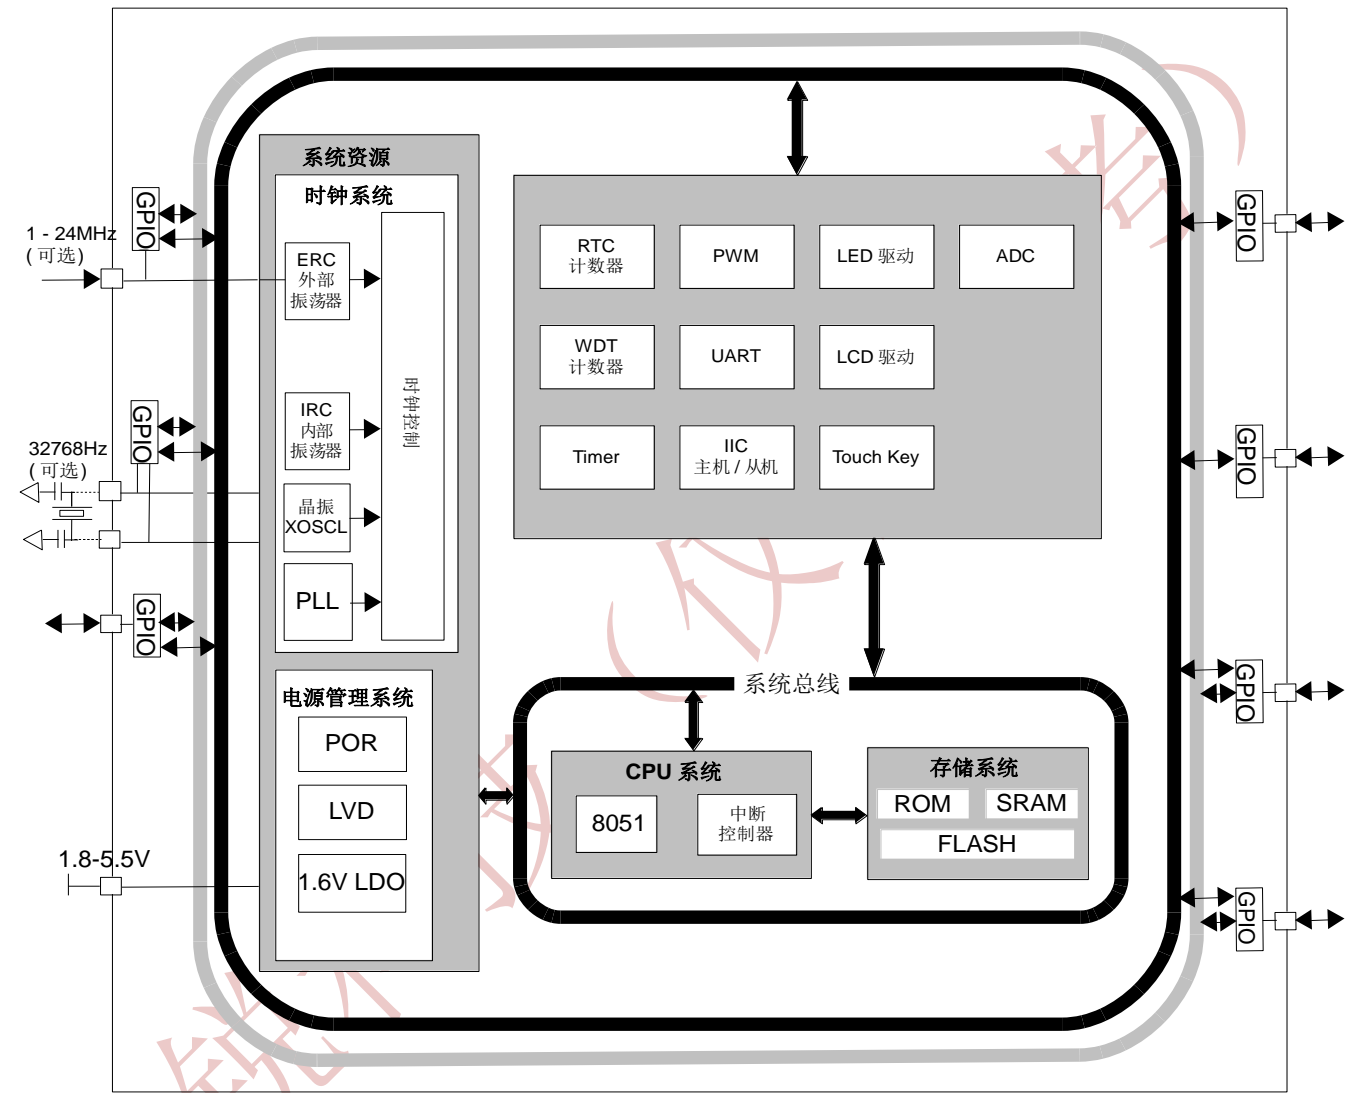 系统资源
时钟系统
GPIO
1 - 24MHz
(可选)
ERC
外部
振荡器
IRC
内部
振荡器
时钟控制
GPIO
32768Hz
(可选)
晶振
XOSCL
PLL
GPIO
电源管理系统
POR
LVD
1.6V LDO
1.8-5.5V
RTC
计数器
PWM
LED 驱动
ADC
WDT
计数器
UART
LCD 驱动
Timer
IIC
主机 / 从机
Touch Key
系统总线
CPU 系统
8051
中断
控制器
存储系统
ROM
SRAM
FLASH
GPIO
GPIO
GPIO
GPIO